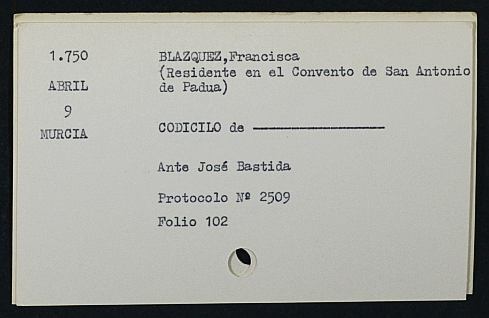 1.750
ABRIL
9
MURCIA
BLAZQUEZ,Francisca
(Residente en el Convento de San Antonio
de Padua)
CODICILO de ————————
Ante José Bastida
Protocolo Nº 2509
Folio 102